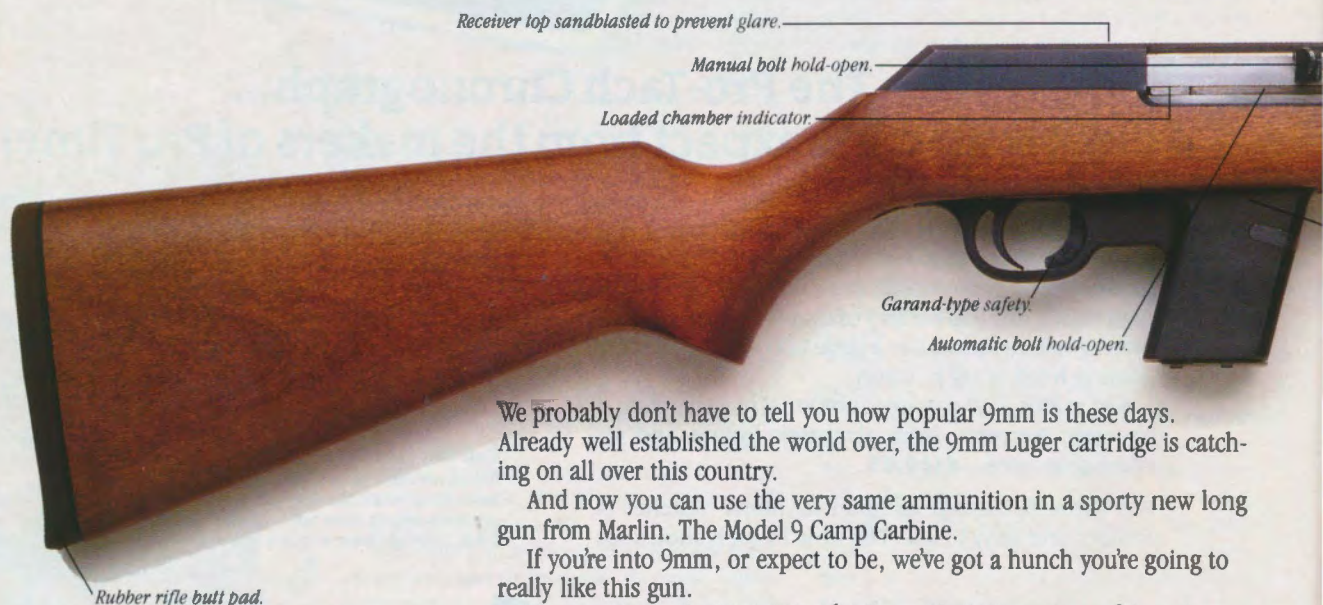 Receiver top sandblasted to prevent glare.
Manual bolt hold-open.
Loaded chamber indicator.
Garand-type safety.
Automatic bolt hold-open.
Rubber rifle butt pad.
We probably don't have to tell you how popular 9mm is these days.
Already well established the world over, the 9mm Luger cartridge is catch-
ing on all over this country.
And now you can use the very same ammunition in a sporty new long
gun from Marlin. The Model 9 Camp Carbine.
If you're into 9mm, or expect to be, we've got a hunch you're going to
really like this gun.